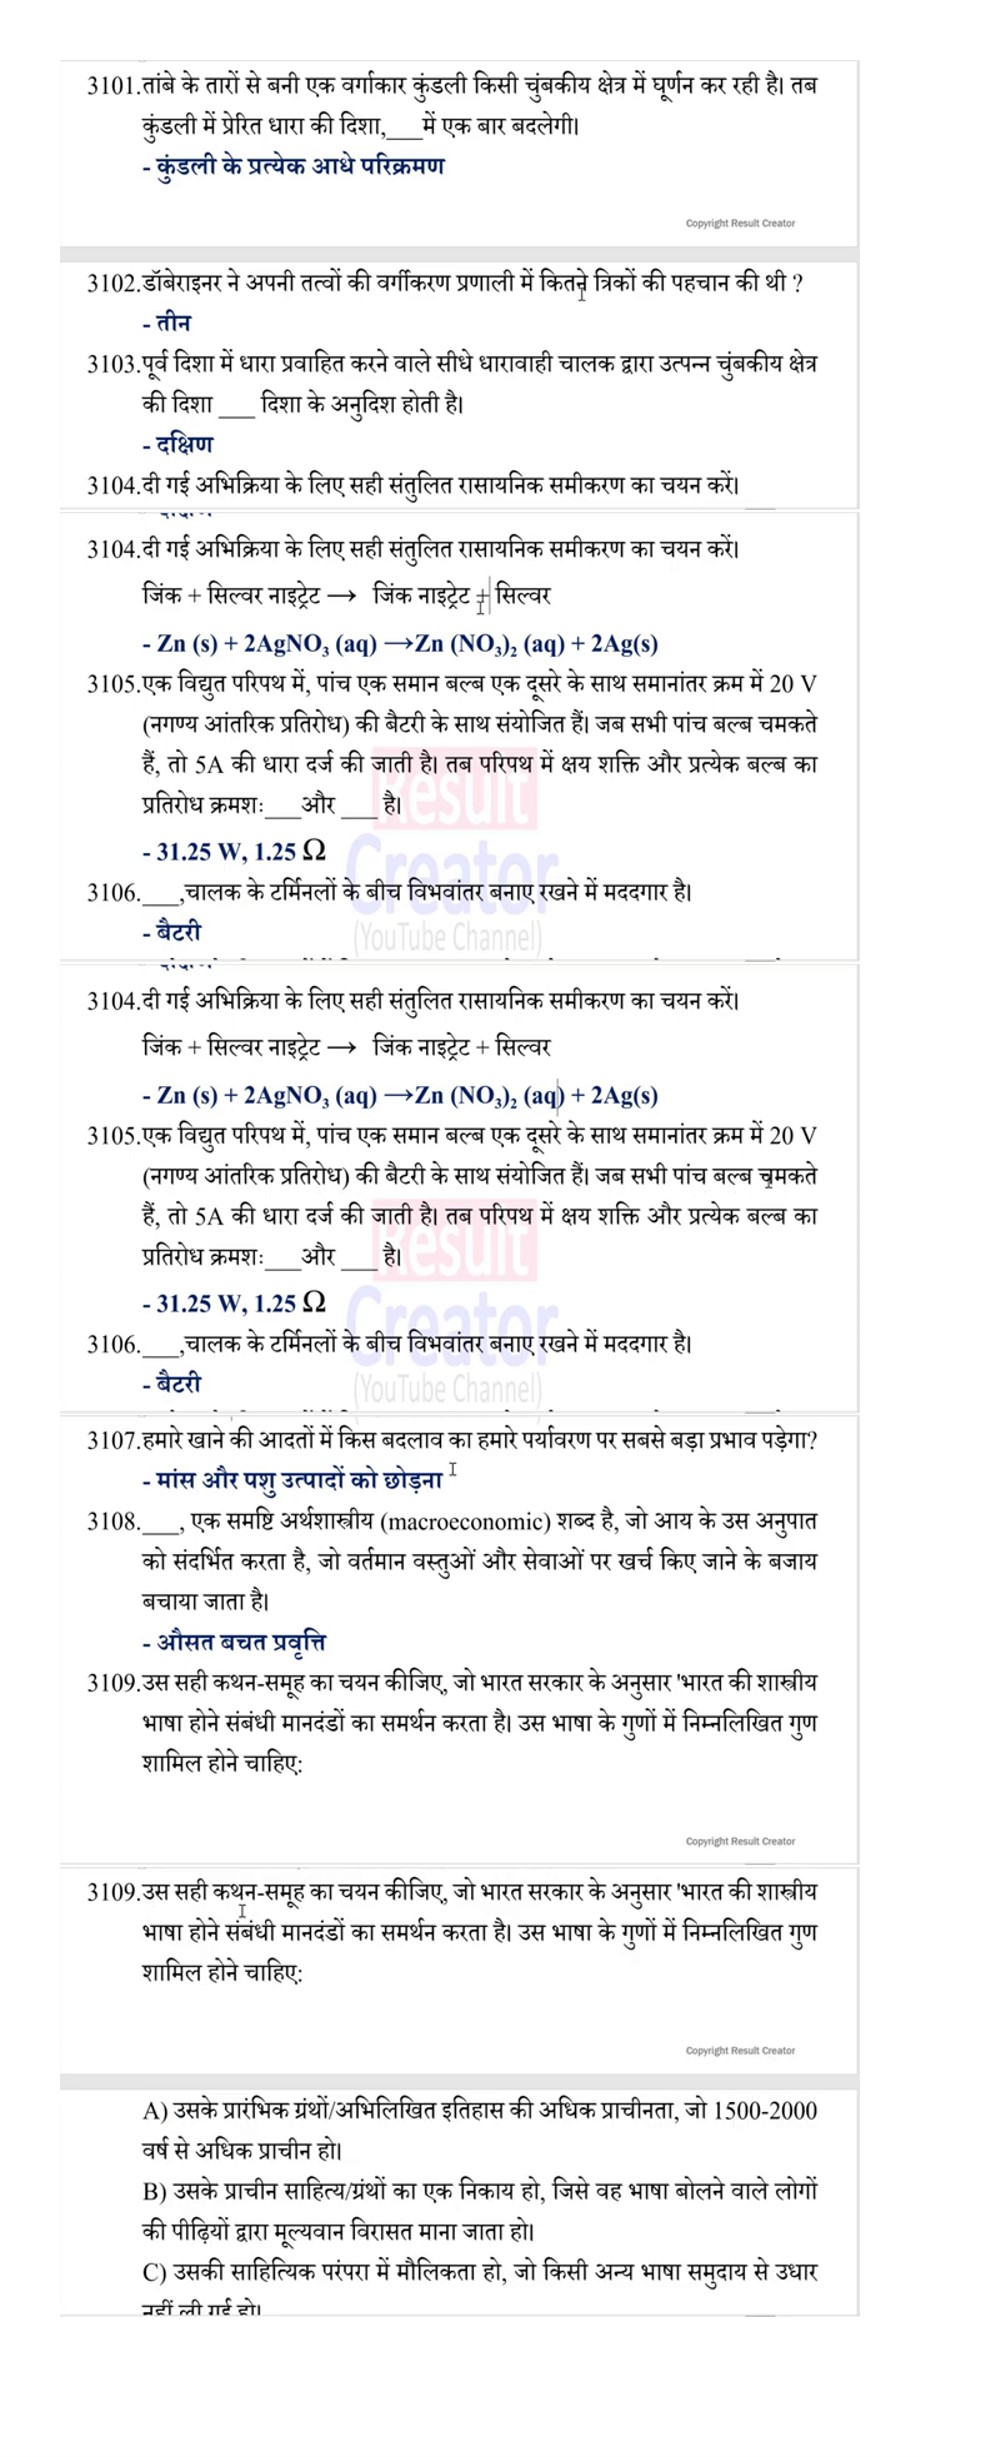 3101.तांबे के तारों से बनी एक वर्गाकार कुंडली किसी चुंबकीय क्षेत्र में घूर्णन कर रही है। तब
कुंडली में प्रेरित धारा की दिशा,___में एक बार बदलेगी।
- कुंडली के प्रत्येक आधे परिक्रमण
Copyright Result Creator
3102.डॉबेराइनर ने अपनी तत्वों की वर्गीकरण प्रणाली में कितने त्रिकों की पहचान की थी ?
- तीन
3103.पूर्व दिशा में धारा प्रवाहित करने वाले सीधे धारावाही चालक द्वारा उत्पन्न चुंबकीय क्षेत्र
की दिशा ___ दिशा के अनुदिश होती है।
- दक्षिण
3104.दी गई अभिक्रिया के लिए सही संतुलित रासायनिक समीकरण का चयन करें।
3104.दी गई अभिक्रिया के लिए सही संतुलित रासायनिक समीकरण का चयन करें।
जिंक + सिल्वर नाइट्रेट → जिंक नाइट्रेट + सिल्वर
- Zn (s) + 2AgNO₃ (aq) →Zn (NO₃)₂ (aq) + 2Ag(s)
3105.एक विद्युत परिपथ में, पांच एक समान बल्ब एक दूसरे के साथ समानांतर क्रम में 20 V
(नगण्य आंतरिक प्रतिरोध) की बैटरी के साथ संयोजित हैं। जब सभी पांच बल्ब चमकते
हैं, तो 5A की धारा दर्ज की जाती है। तब परिपथ में क्षय शक्ति और प्रत्येक बल्ब का
प्रतिरोध क्रमशः___और ___है।
Result
- 31.25 W, 1.25 Ω
Creator
3106.___,चालक के टर्मिनलों के बीच विभवांतर बनाए रखने में मददगार है।
- बैटरी
(YouTube Channel)
3104.दी गई अभिक्रिया के लिए सही संतुलित रासायनिक समीकरण का चयन करें।
जिंक + सिल्वर नाइट्रेट → जिंक नाइट्रेट + सिल्वर
- Zn (s) + 2AgNO₃ (aq) →Zn (NO₃)₂ (aq) + 2Ag(s)
3105.एक विद्युत परिपथ में, पांच एक समान बल्ब एक दूसरे के साथ समानांतर क्रम में 20 V
(नगण्य आंतरिक प्रतिरोध) की बैटरी के साथ संयोजित हैं। जब सभी पांच बल्ब चमकते
हैं, तो 5A की धारा दर्ज की जाती है। तब परिपथ में क्षय शक्ति और प्रत्येक बल्ब का
प्रतिरोध क्रमशः___और ___है।
Result
- 31.25 W, 1.25 Ω
Creator
3106.___,चालक के टर्मिनलों के बीच विभवांतर बनाए रखने में मददगार है।
- बैटरी
(YouTube Channel)
3107.हमारे खाने की आदतों में किस बदलाव का हमारे पर्यावरण पर सबसे बड़ा प्रभाव पड़ेगा?
- मांस और पशु उत्पादों को छोड़ना
3108.___, एक समष्टि अर्थशास्त्रीय (macroeconomic) शब्द है, जो आय के उस अनुपात
को संदर्भित करता है, जो वर्तमान वस्तुओं और सेवाओं पर खर्च किए जाने के बजाय
बचाया जाता है।
- औसत बचत प्रवृत्ति
3109.उस सही कथन-समूह का चयन कीजिए, जो भारत सरकार के अनुसार 'भारत की शास्त्रीय
भाषा होने संबंधी मानदंडों का समर्थन करता है। उस भाषा के गुणों में निम्नलिखित गुण
शामिल होने चाहिए:
Copyright Result Creator
3109.उस सही कथन-समूह का चयन कीजिए, जो भारत सरकार के अनुसार 'भारत की शास्त्रीय
भाषा होने संबंधी मानदंडों का समर्थन करता है। उस भाषा के गुणों में निम्नलिखित गुण
शामिल होने चाहिए:
Copyright Result Creator
A) उसके प्रारंभिक ग्रंथों/अभिलिखित इतिहास की अधिक प्राचीनता, जो 1500-2000
वर्ष से अधिक प्राचीन हो।
B) उसके प्राचीन साहित्य/ग्रंथों का एक निकाय हो, जिसे वह भाषा बोलने वाले लोगों
की पीढ़ियों द्वारा मूल्यवान विरासत माना जाता हो।
C) उसकी साहित्यिक परंपरा में मौलिकता हो, जो किसी अन्य भाषा समुदाय से उधार
नहीं ली गई हो।